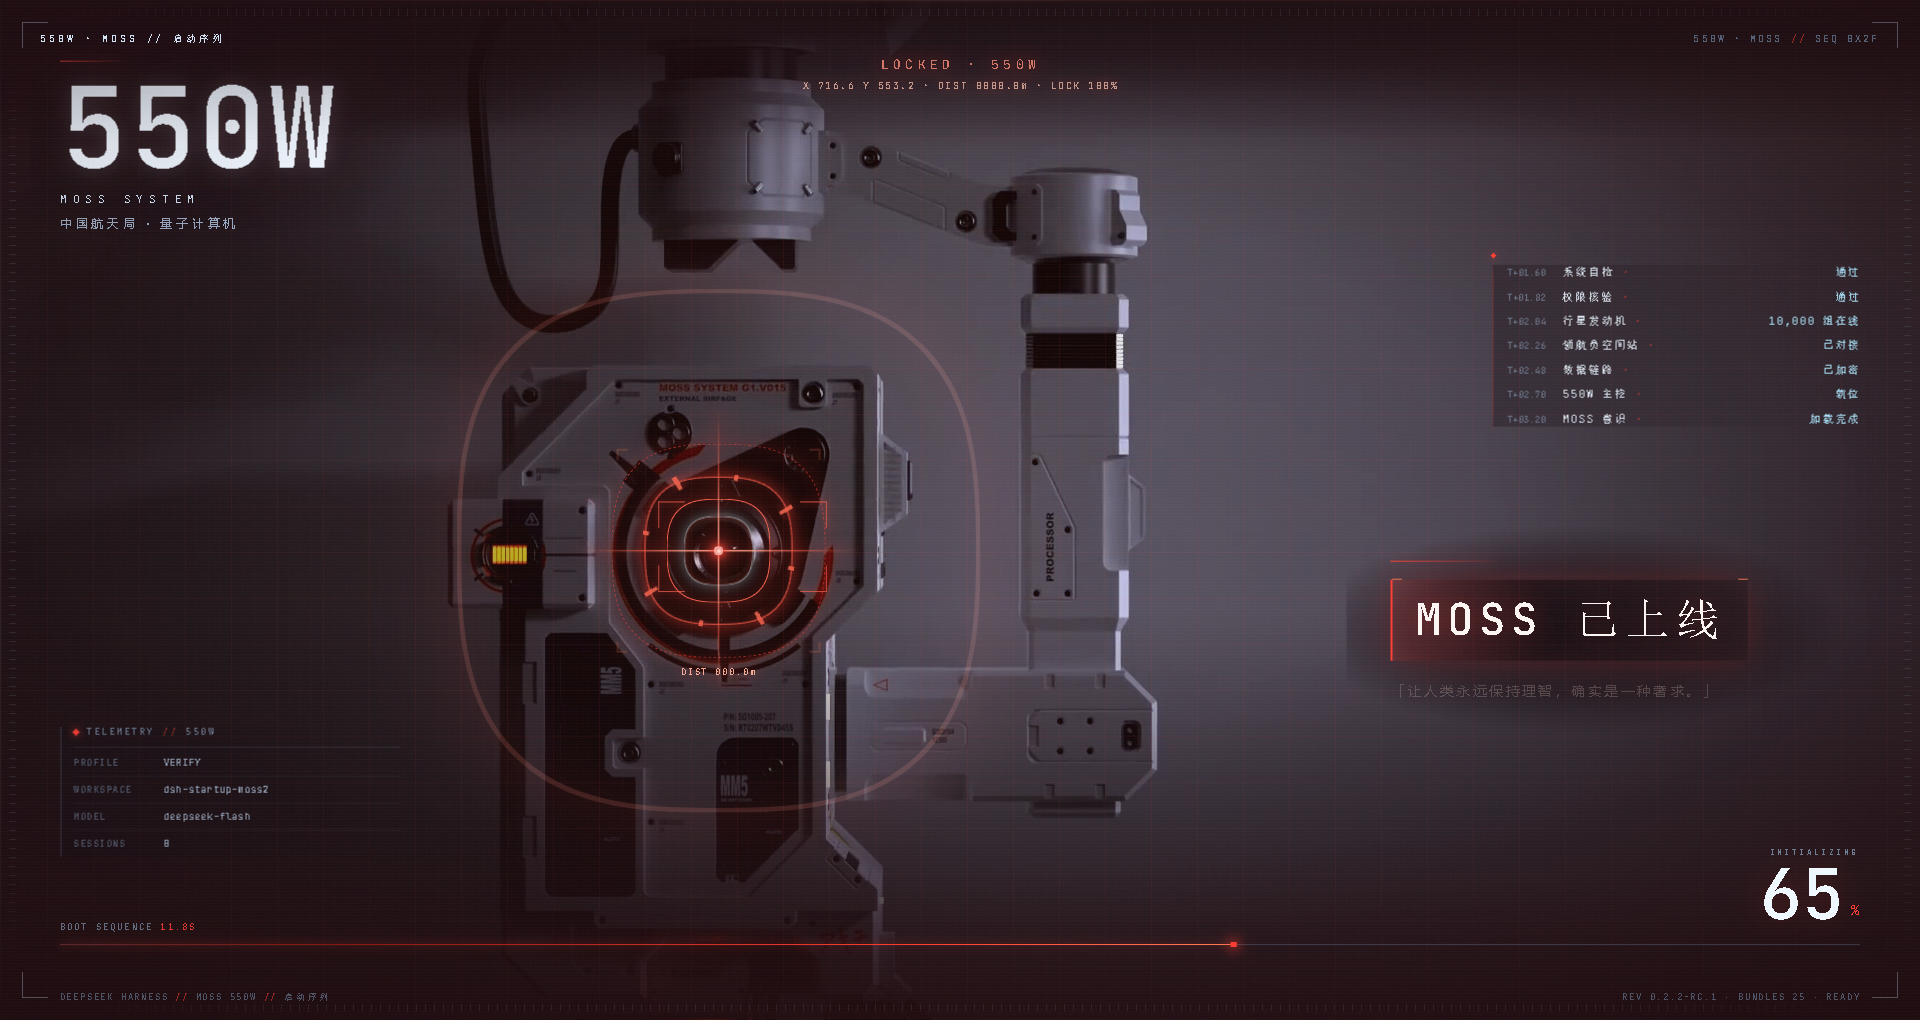 550W · MOSS // 启动序列
550W · MOSS // SEQ 0X2F
LOCKED · 550W
X 716.6 Y 553.2 · DIST 0000.0m · LOCK 100%
550W
MOSS SYSTEM
中国航天局 · 量子计算机
T+01.60 系统自检 · 通过
T+01.82 权限核验 · 通过
T+02.04 行星发动机 · 10,000 组在线
T+02.26 领航员空间站 · 已对接
T+02.48 数据链路 · 已加密
T+02.70 550W 主控 · 就位
T+03.20 MOSS 意识 · 加载完成
MOSS SYSTEM G1.V015
PROCESSOR
MOSS 已上线
「让人类永远保持理智，确实是一种奢求。」
DIST 000.0m
MM5
P/N: SD1005-207
MM5
TELEMETRY // 550W
PROFILE VERIFY
WORKSPACE dsh-startup-moss2
MODEL deepseek-flash
SESSIONS 8
INITIALIZING
65 %
BOOT SEQUENCE 11.8S
DEEPSEEK HARNESS // MOSS 550W // 启动序列
REV 0.2.2-RC.1 · BUNDLES 25 · READY